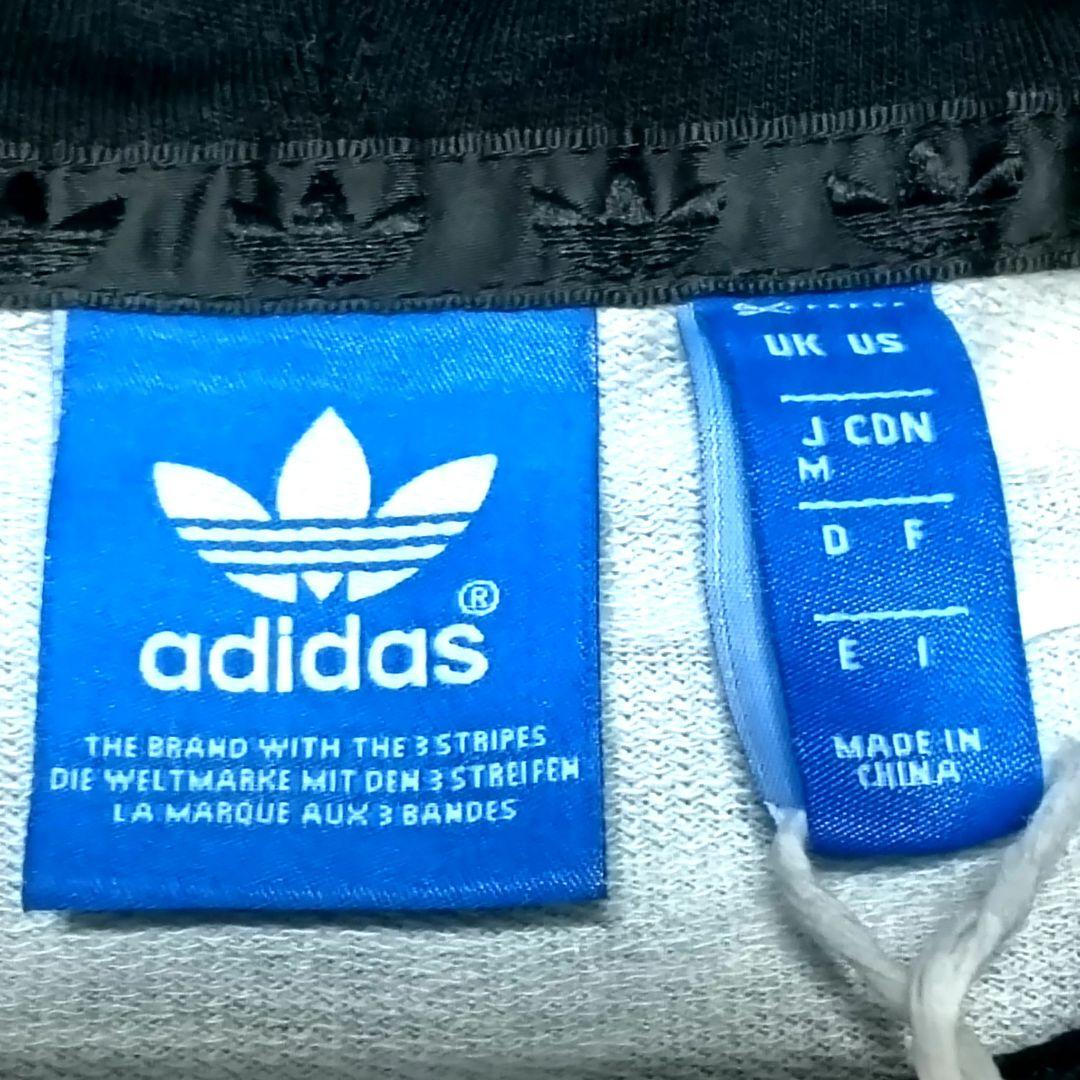 ®
adidas
THE BRAND WITH THE 3 STRIPES
DIE WELTMARKE MIT DEN 3 STREIFEN
LA MARQUE AUX 3 BANDES
UK US
J CDN
M
D F
E I
MADE IN
CHINA